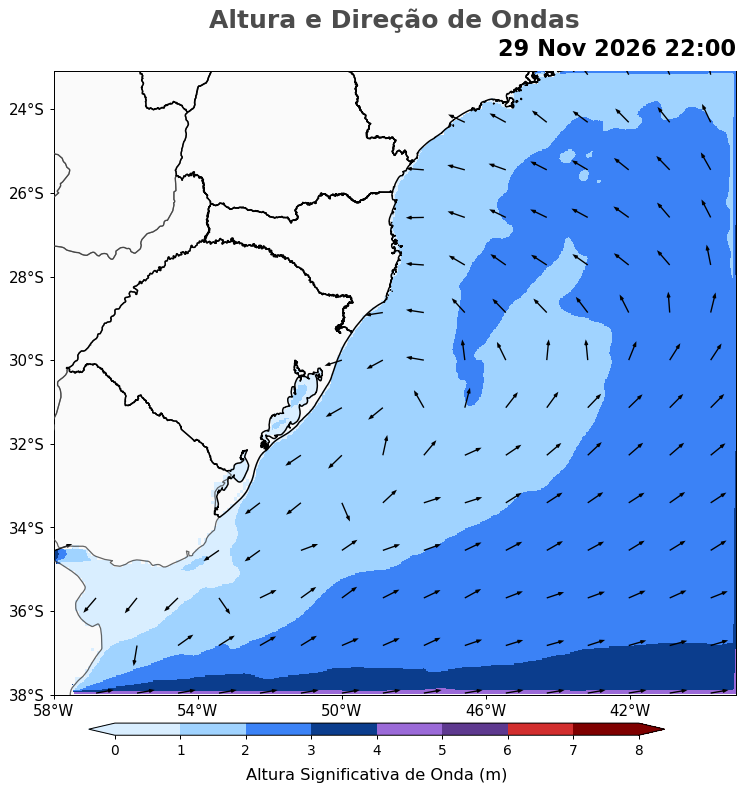 Altura e Direção de Ondas
29 Nov 2026 22:00
24°S
26°S
28°S
30°S
32°S
34°S
36°S
38°S
58°W 54°W 50°W 46°W 42°W
0 1 2 3 4 5 6 7 8
Altura Significativa de Onda (m)